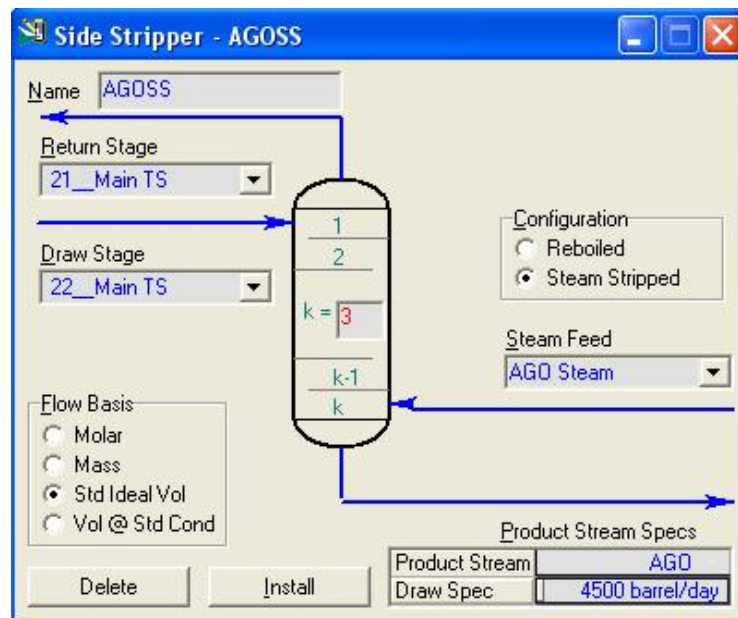 Side Stripper - AGOSS
Name AGOSS
Return Stage
21__Main TS
Draw Stage
22__Main TS
1
2
k = 3
k-1
k
Configuration
Reboiled
Steam Stripped
Steam Feed
AGO Steam
Flow Basis
Molar
Mass
Std Ideal Vol
Vol @ Std Cond
Delete
Install
Product Stream Specs
Product Stream AGO
Draw Spec 4500 barrel/day